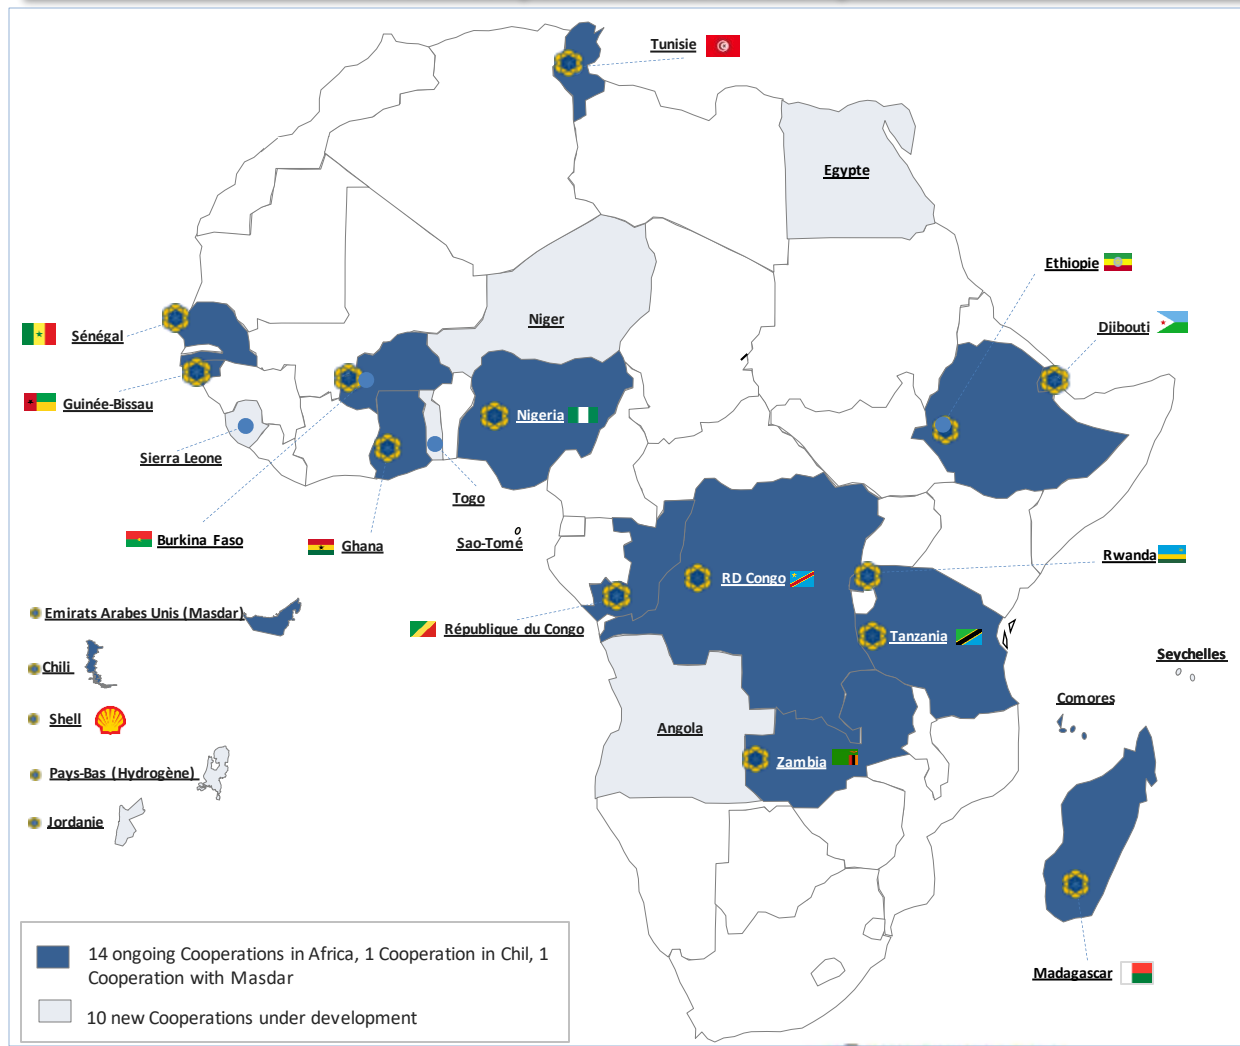 Tunisie
Egypte
Ethiopie
Djibouti
Niger
Sénégal
Guinée-Bissau
Nigeria
Sierra Leone
Togo
Burkina Faso
Ghana
Sao-Tomé
Rwanda
RD Congo
Emirats Arabes Unis (Masdar)
République du Congo
Tanzania
Seychelles
Chili
Comores
Shell
Angola
Zambia
Pays-Bas (Hydrogène)
Jordanie
Madagascar
14 ongoing Cooperations in Africa, 1 Cooperation in Chil, 1
Cooperation with Masdar
10 new Cooperations under development